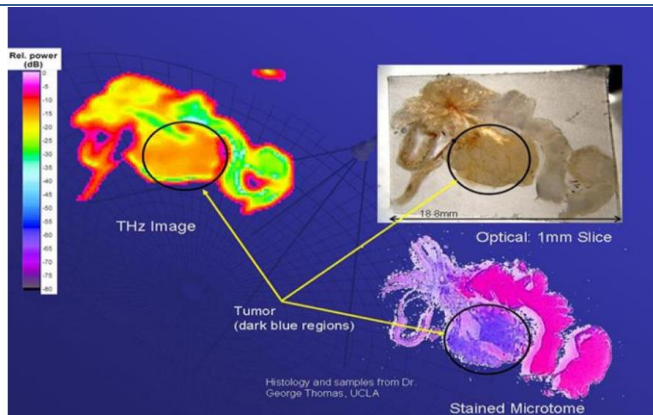 Rel. power
(dB)
0
-5
-10
-15
-20
-25
-30
-35
-40
-45
-50
-55
-60
-65
-70
-75
-80
THz Image
18.8mm
Optical: 1mm Slice
Tumor
(dark blue regions)
Histology and samples from Dr.
George Thomas, UCLA
Stained Microtome